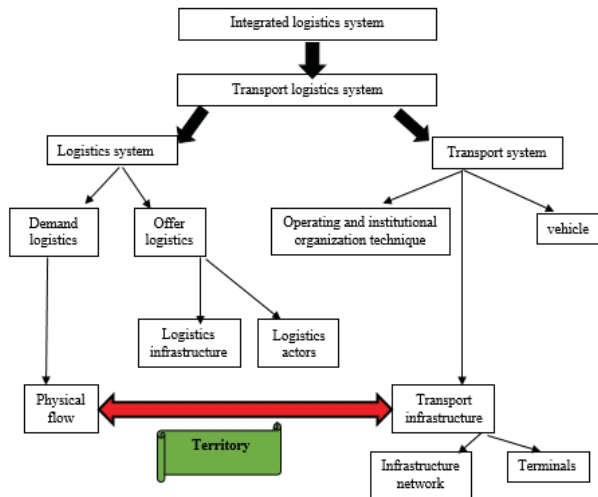 Integrated logistics system
Transport logistics system
Logistics system
Transport system
Demand
logistics
Offer
logistics
Operating and institutional
organization technique
vehicle
Logistics
infrastructure
Logistics
actors
Physical
flow
Transport
infrastructure
Territory
Infrastructure
network
Terminals